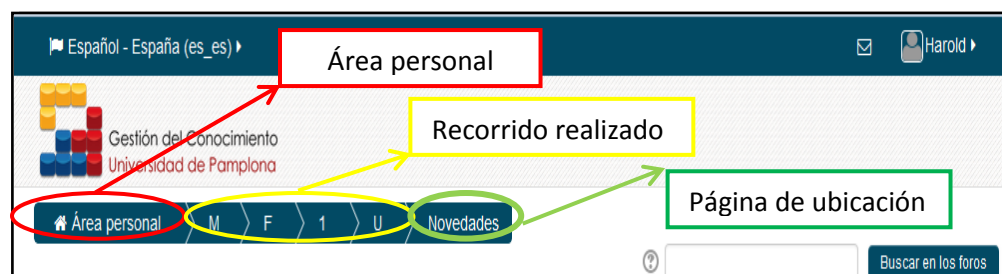 Español - España (es_es)
Harold
Área personal
Gestión del Conocimiento
Universidad de Pamplona
Recorrido realizado
Página de ubicación
Área personal M F 1 U Novedades
Buscar en los foros